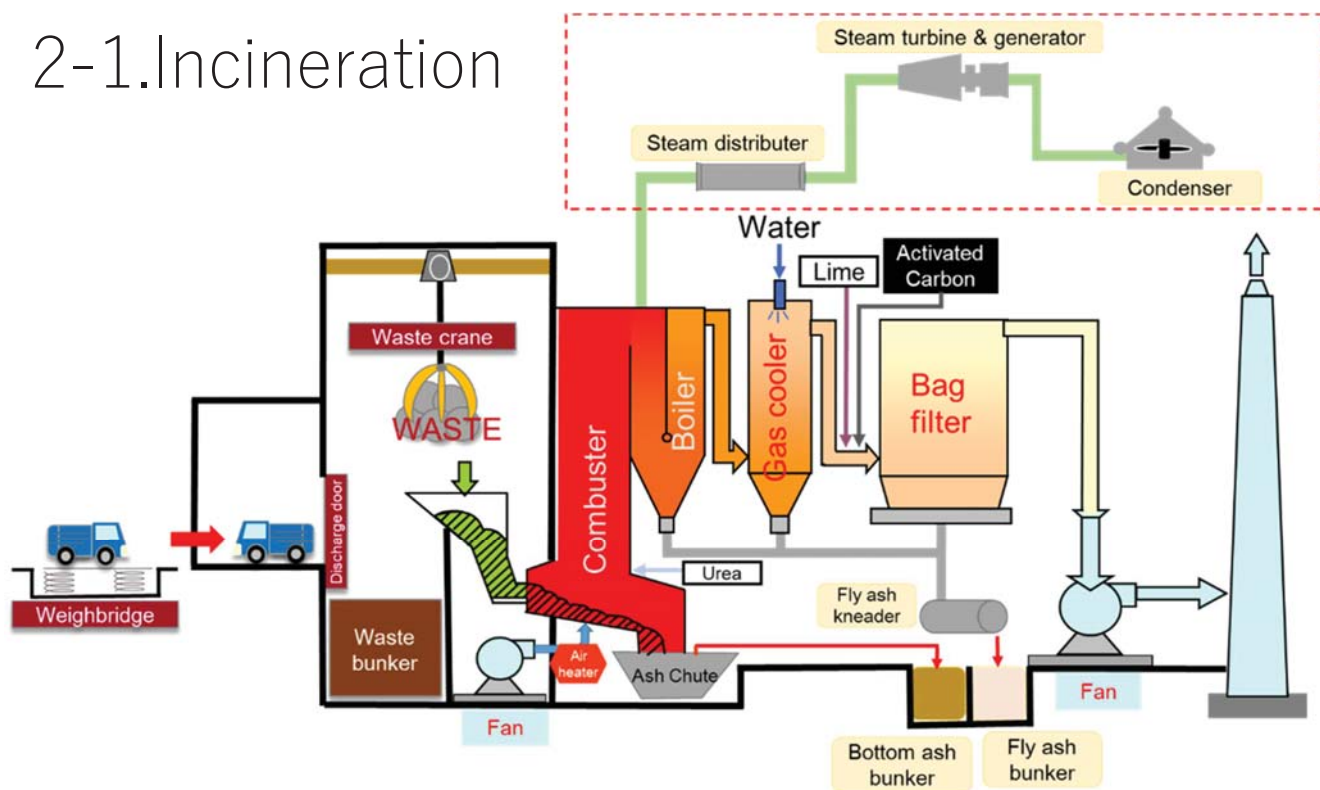 2-1.Incineration
Steam turbine & generator
Steam distributer
Condenser
Water
Lime
Activated
Carbon
Waste crane
WASTE
Combuster
Boiler
Gas cooler
Bag
filter
Discharge door
Weighbridge
Urea
Fly ash
kneader
Waste
bunker
Air
heater
Ash Chute
Fan
Fan
Bottom ash
bunker
Fly ash
bunker